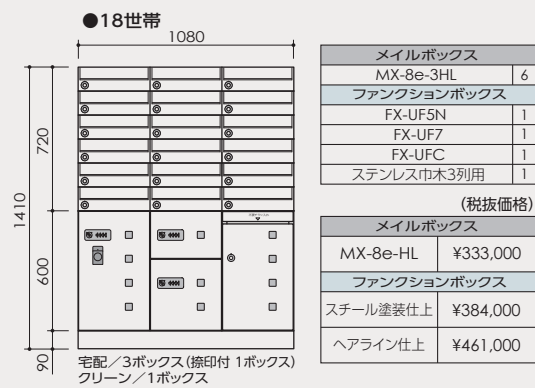 ●18世帯
1080
1410
720
600
90
宅配／3ボックス(捺印付 1ボックス)
クリーン／1ボックス
メイルボックス
MX-8e-3HL 6
ファンクションボックス
FX-UF5N 1
FX-UF7 1
FX-UFC 1
ステンレス巾木3列用 1
(税抜価格)
メイルボックス
MX-8e-HL ¥333,000
ファンクションボックス
スチール塗装仕上 ¥384,000
ヘアライン仕上 ¥461,000